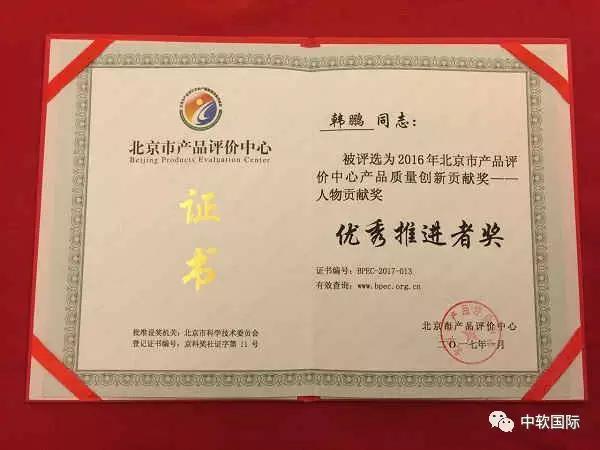 北京市产品评价中心
Beijing Products Evaluation Center
证
书
批准设奖机关：北京市科学技术委员会
登记证书编号：京科奖社证字第 11 号
韩鹏 同志：
被评选为2016年北京市产品评
价中心产品质量创新贡献奖——
人物贡献奖
优秀推进者奖
证书编号：BPEC-2017-013
有效查询：www.bpec.org.cn
北京市产品评价中心
二〇一七年一月
中软国际